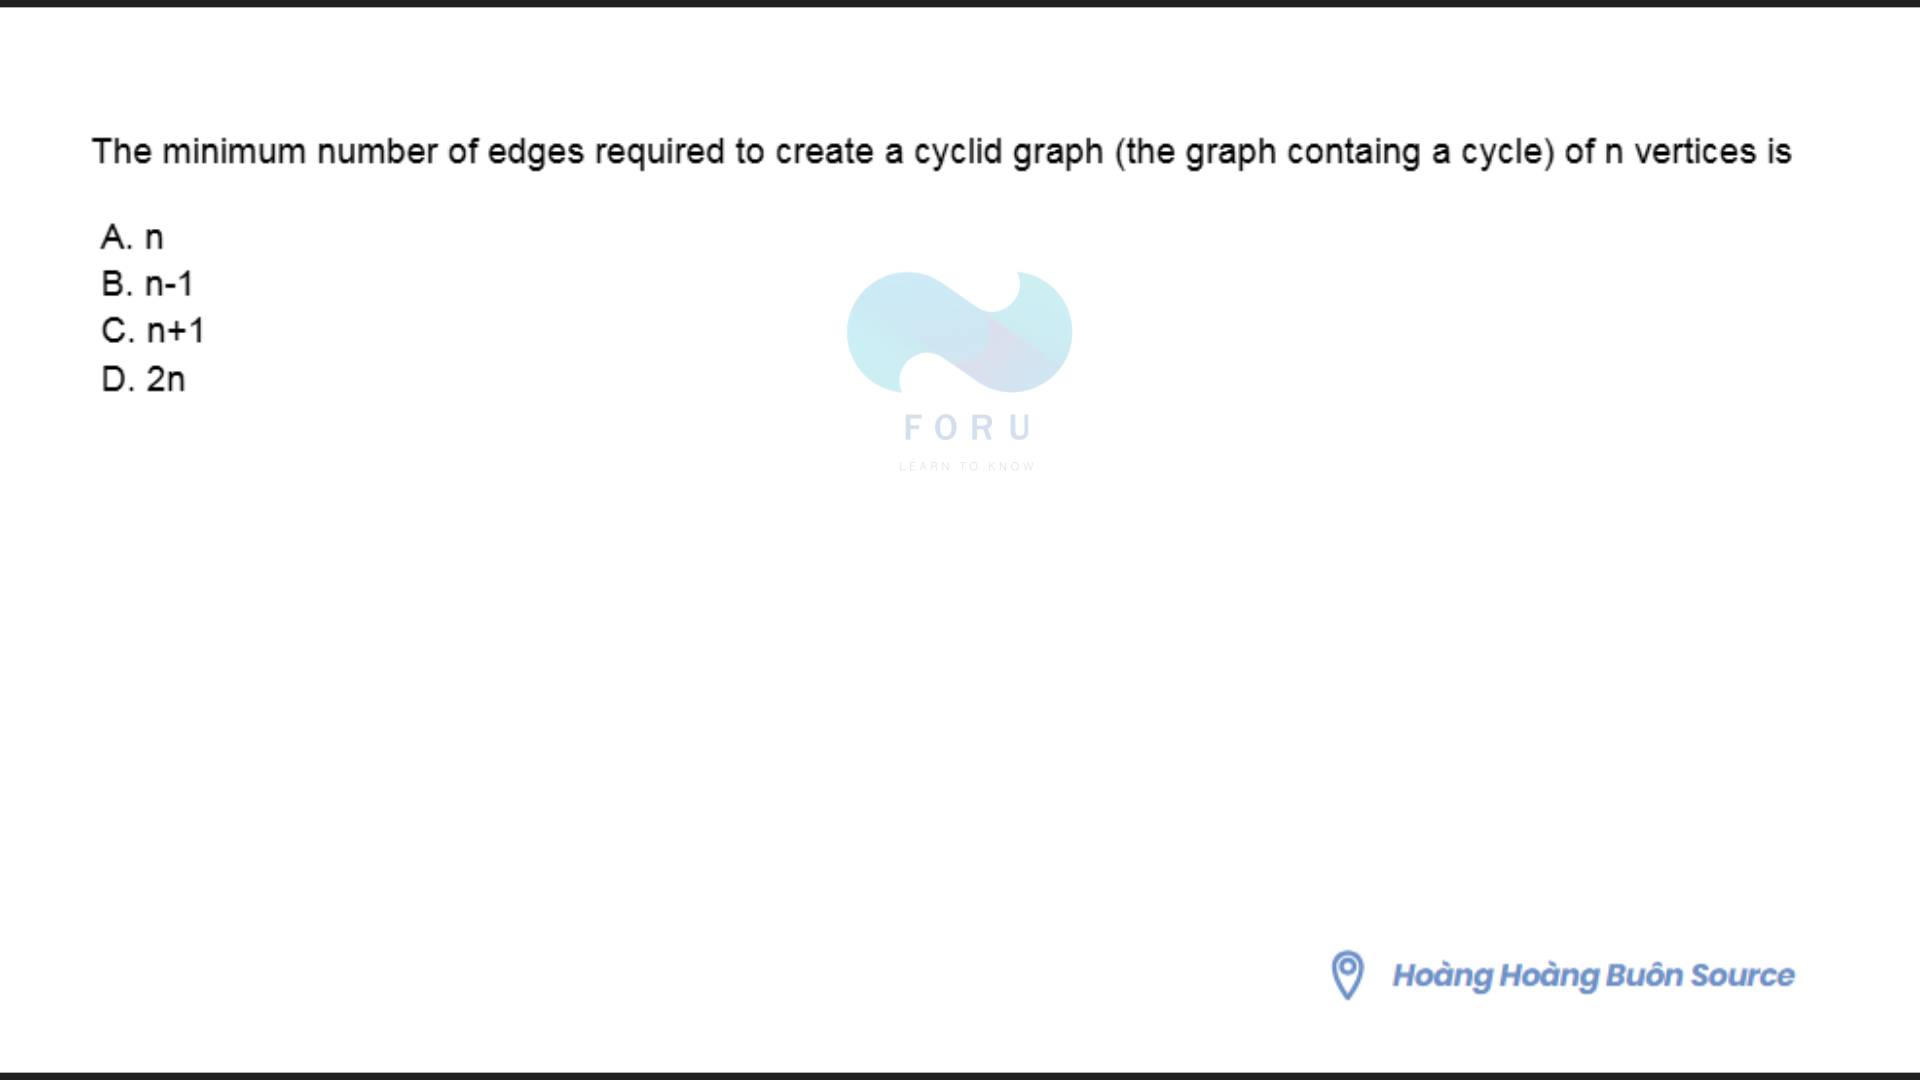 The minimum number of edges required to create a cyclid graph (the graph containg a cycle) of n vertices is
A. n
B. n-1
C. n+1
D. 2n
FORU
LEARN TO KNOW
Hoàng Hoàng Buôn Source